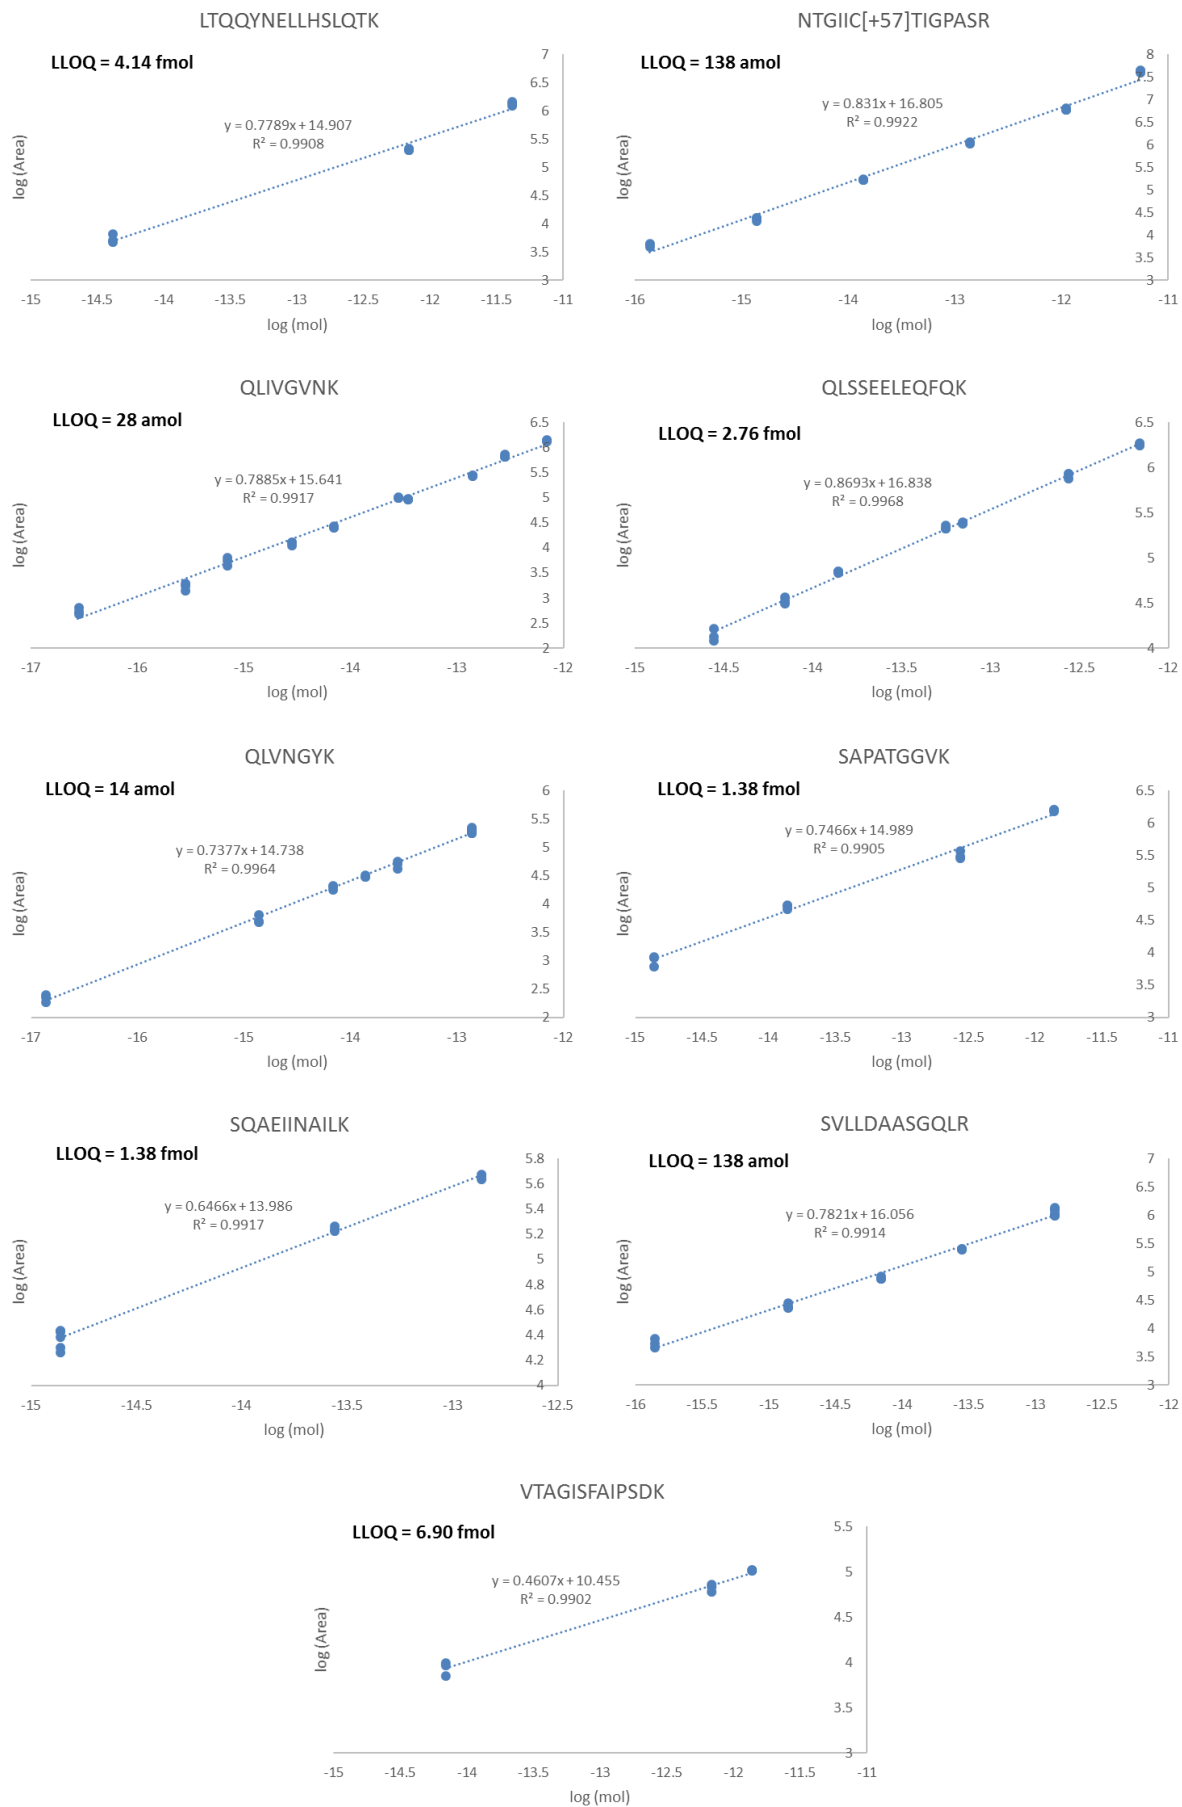 LTQQYNELLHSLQTK
LLOQ = 4.14 fmol
y = 0.7789x + 14.907
R² = 0.9908
log (Area)
7
6.5
6
5.5
5
4.5
4
3.5
3
-15
-14.5
-14
-13.5
-13
-12.5
-12
-11.5
-11
log (mol)
NTGIIC[+57]TIGPASR
LLOQ = 138 amol
y = 0.831x + 16.805
R² = 0.9922
log (Area)
8
7.5
7
6.5
6
5.5
5
4.5
4
3.5
3
-16
-15
-14
-13
-12
-11
log (mol)
QLIVGVNK
LLOQ = 28 amol
y = 0.7885x + 15.641
R² = 0.9917
log (Area)
6.5
6
5.5
5
4.5
4
3.5
3
2.5
2
-17
-16
-15
-14
-13
-12
log (mol)
QLSSEELEQFQK
LLOQ = 2.76 fmol
y = 0.8693x + 16.838
R² = 0.9968
log (Area)
6.5
6
5.5
5
4.5
4
-15
-14.5
-14
-13.5
-13
-12.5
-12
log (mol)
QLVNGYK
LLOQ = 14 amol
y = 0.7377x + 14.738
R² = 0.9964
log (Area)
6
5.5
5
4.5
4
3.5
3
2.5
2
-17
-16
-15
-14
-13
-12
log (mol)
SAPATGGVK
LLOQ = 1.38 fmol
y = 0.7466x + 14.989
R² = 0.9905
log (Area)
6.5
6
5.5
5
4.5
4
3.5
3
-15
-14.5
-14
-13.5
-13
-12.5
-12
-11.5
-11
log (mol)
SQAEIINAILK
LLOQ = 1.38 fmol
y = 0.6466x + 13.986
R² = 0.9917
log (Area)
5.8
5.6
5.4
5.2
5
4.8
4.6
4.4
4.2
4
-15
-14.5
-14
-13.5
-13
-12.5
log (mol)
SVLLDAASGQLR
LLOQ = 138 amol
y = 0.7821x + 16.056
R² = 0.9914
log (Area)
7
6.5
6
5.5
5
4.5
4
3.5
3
-16
-15.5
-15
-14.5
-14
-13.5
-13
-12.5
-12
log (mol)
VTAGISFAIPSDK
LLOQ = 6.90 fmol
y = 0.4607x + 10.455
R² = 0.9902
log (Area)
5.5
5
4.5
4
3.5
3
-15
-14.5
-14
-13.5
-13
-12.5
-12
-11.5
-11
log (mol)